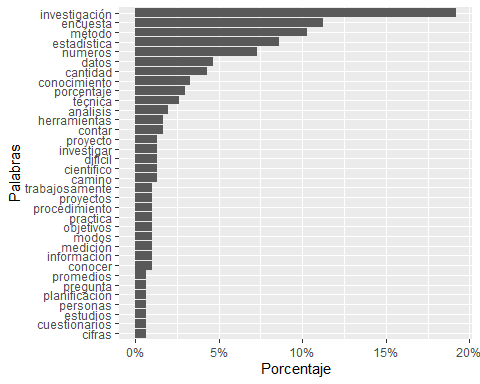 investigación
encuesta
método
estadística
números
datos
cantidad
conocimiento
porcentaje
técnica
análisis
herramientas
contar
proyecto
investigar
difícil
científico
camino
trabajosamente
proyectos
procedimiento
practica
objetivos
modos
medición
información
conocer
promedios
pregunta
planificación
personas
estudios
cuestionarios
cifras
Palabras
0% 5% 10% 15% 20%
Porcentaje